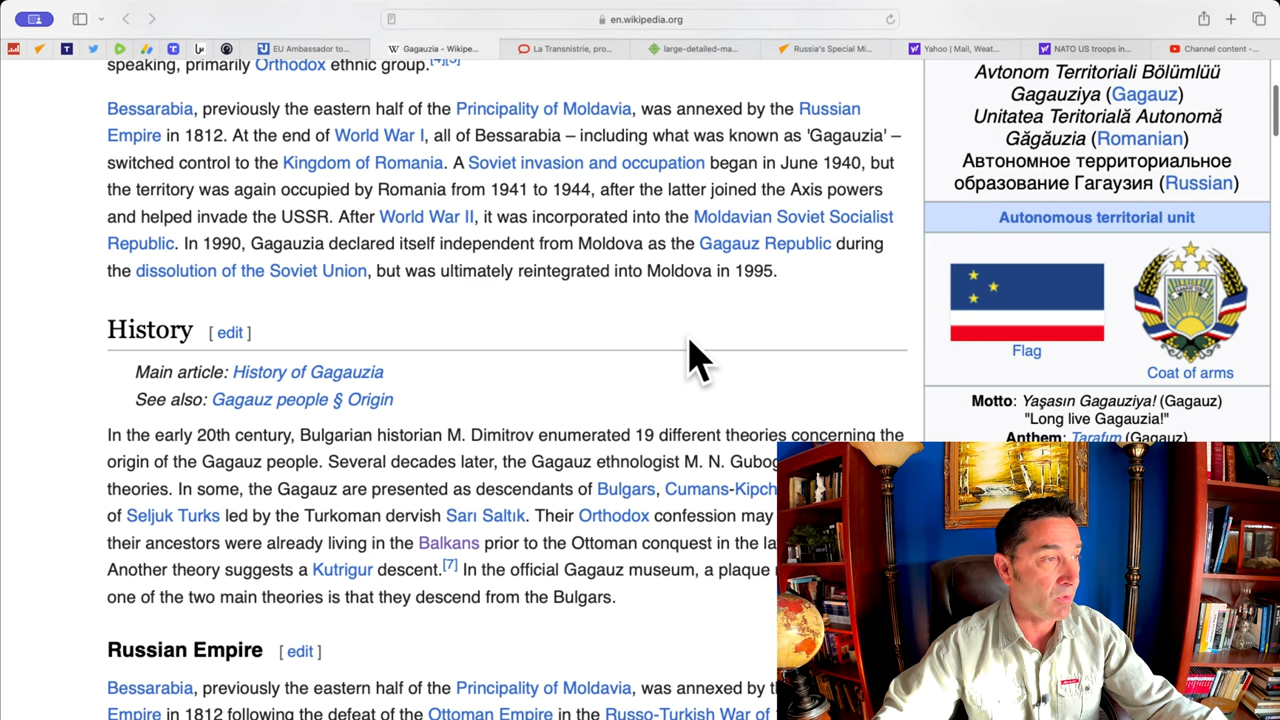 en.wikipedia.org
EU Ambassador to...
Gagauzia - Wikipe...
La Transnistrie, pro...
large-detailed-ma...
Russia's Special Mi...
Yahoo | Mail, Weat...
NATO US troops in...
Channel content -...
speaking, primarily Orthodox ethnic group.[4][5]
Bessarabia, previously the eastern half of the Principality of Moldavia, was annexed by the Russian
Empire in 1812. At the end of World War I, all of Bessarabia – including what was known as 'Gagauzia' –
switched control to the Kingdom of Romania. A Soviet invasion and occupation began in June 1940, but
the territory was again occupied by Romania from 1941 to 1944, after the latter joined the Axis powers
and helped invade the USSR. After World War II, it was incorporated into the Moldavian Soviet Socialist
Republic. In 1990, Gagauzia declared itself independent from Moldova as the Gagauz Republic during
the dissolution of the Soviet Union, but was ultimately reintegrated into Moldova in 1995.
History [ edit ]
Main article: History of Gagauzia
See also: Gagauz people § Origin
In the early 20th century, Bulgarian historian M. Dimitrov enumerated 19 different theories concerning the
origin of the Gagauz people. Several decades later, the Gagauz ethnologist M. N. Gubog
theories. In some, the Gagauz are presented as descendants of Bulgars, Cumans-Kipch
of Seljuk Turks led by the Turkoman dervish Sarı Saltık. Their Orthodox confession may
their ancestors were already living in the Balkans prior to the Ottoman conquest in the la
Another theory suggests a Kutrigur descent.[7] In the official Gagauz museum, a plaque
one of the two main theories is that they descend from the Bulgars.
Russian Empire [ edit ]
Bessarabia, previously the eastern half of the Principality of Moldavia, was annexed by t
Empire in 1812 following the defeat of the Ottoman Empire in the Russo-Turkish War of
Avtonom Territoriali Bölümlüü
Gagauziya (Gagauz)
Unitatea Teritorială Autonomă
Găgăuzia (Romanian)
Автономное территориальное
образование Гагаузия (Russian)
Autonomous territorial unit
Flag
Coat of arms
Motto: Yaşasın Gagauziya! (Gagauz)
"Long live Gagauzia!"
Anthem: Tarafım (Gagauz)